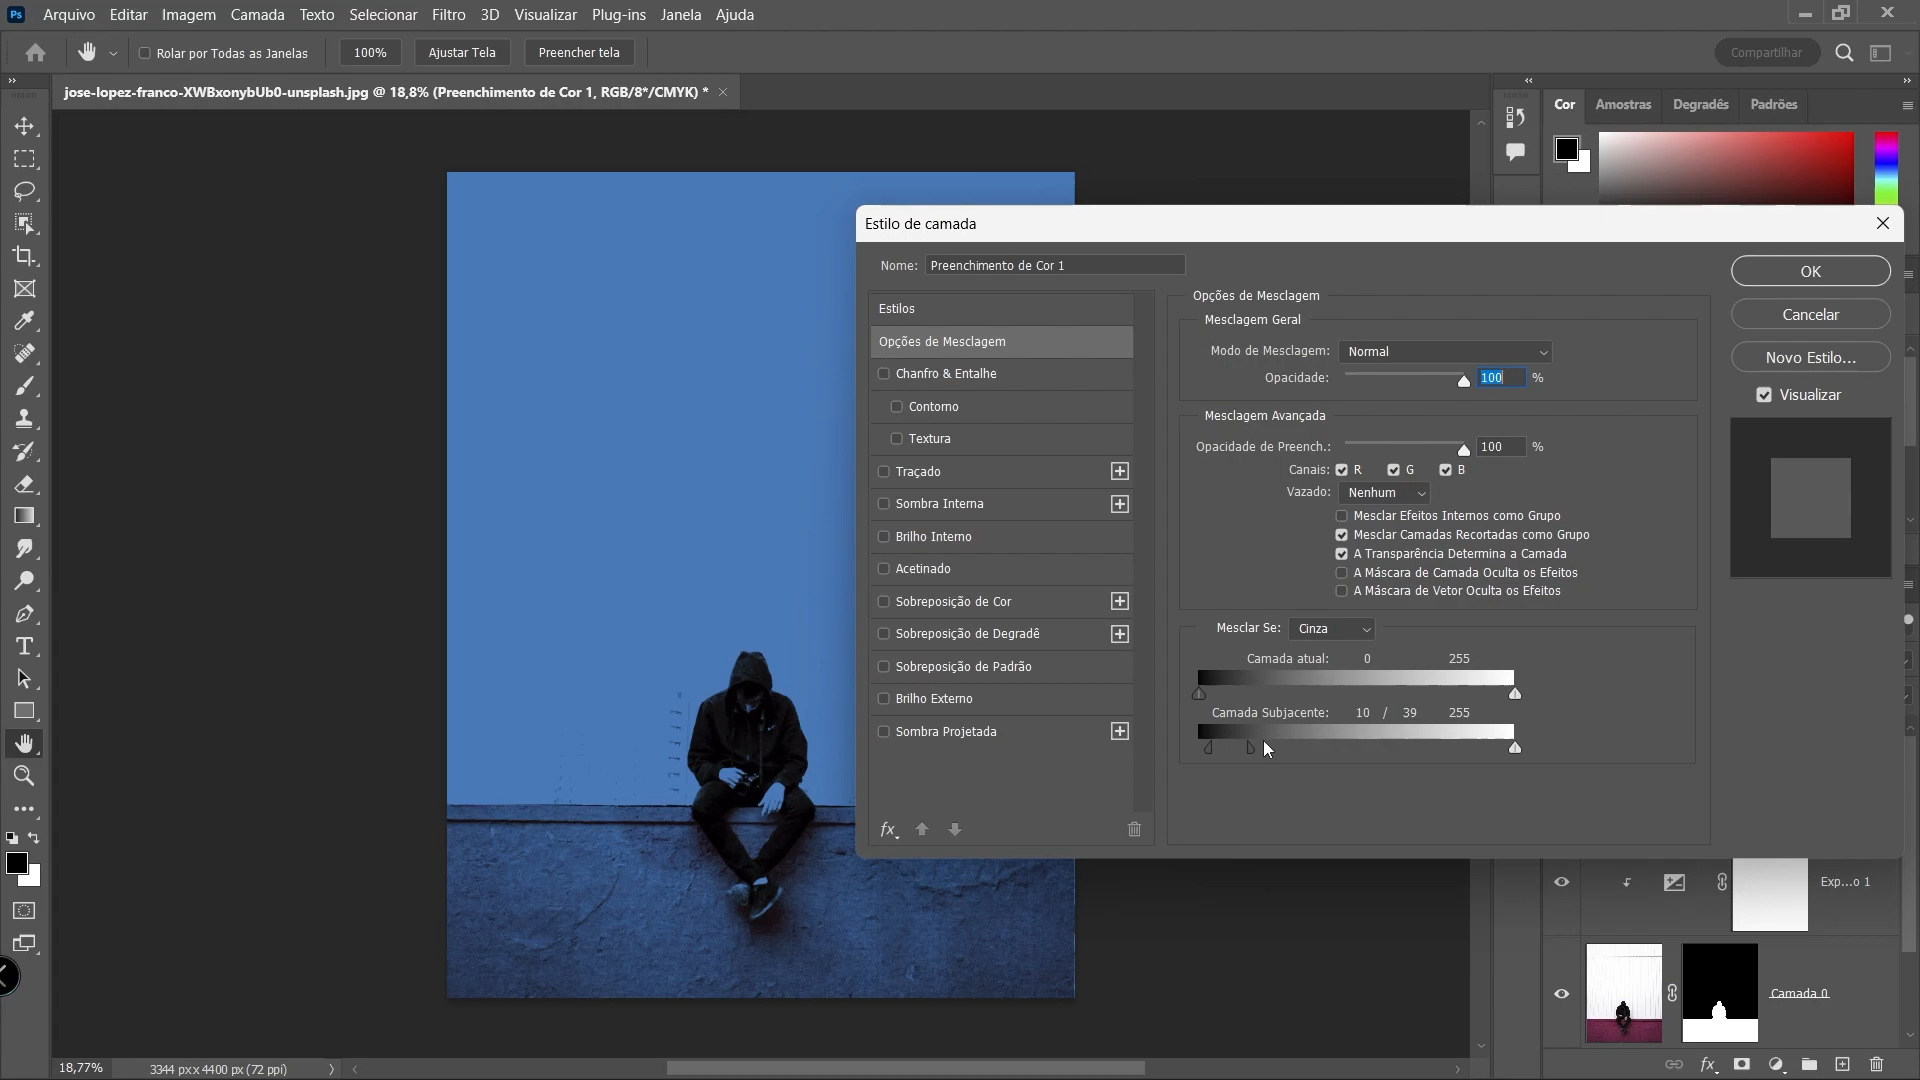 Ps Arquivo Editar Imagem Camada Texto Selecionar Filtro 3D Visualizar Plug-ins Janela Ajuda
Rolar por Todas as Janelas 100% Ajustar Tela Preencher tela Compartilhar
jose-lopez-franco-XWBxonybUb0-unsplash.jpg @ 18,8% (Preenchimento de Cor 1, RGB/8*/CMYK) *
Cor Amostras Degradês Padrões
Estilo de camada
Nome: Preenchimento de Cor 1
Estilos
Opções de Mesclagem
Chanfro & Entalhe
Contorno
Textura
Traçado
Sombra Interna
Brilho Interno
Acetinado
Sobreposição de Cor
Sobreposição de Degradê
Sobreposição de Padrão
Brilho Externo
Sombra Projetada
fx
Opções de Mesclagem
Mesclagem Geral
Modo de Mesclagem: Normal
Opacidade: 100 %
Mesclagem Avançada
Opacidade de Preench.: 100 %
Canais: R G B
Vazado: Nenhum
Mesclar Efeitos Internos como Grupo
Mesclar Camadas Recortadas como Grupo
A Transparência Determina a Camada
A Máscara de Camada Oculta os Efeitos
A Máscara de Vetor Oculta os Efeitos
Mesclar Se: Cinza
Camada atual: 0 255
Camada Subjacente: 10 / 39 255
OK
Cancelar
Novo Estilo...
Visualizar
Exp...o 1
Camada 0
fx
18,77% 3344 px x 4400 px (72 ppi)